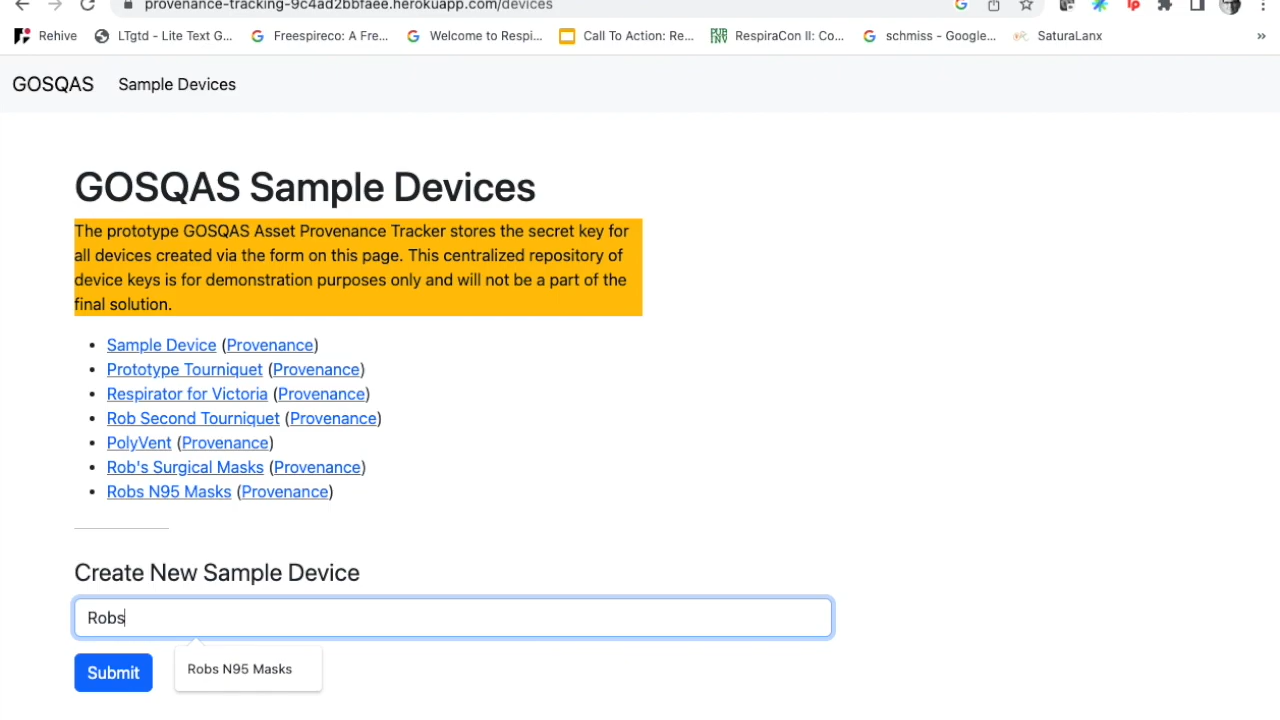 provenance-tracking-9c4ad2bbfaee.herokuapp.com/devices
Rehive LTgtd - Lite Text G... Freespireco: A Fre... Welcome to Respi... Call To Action: Re... PUB INV RespiraCon II: Co... schmiss - Google... SaturaLanx »
GOSQAS Sample Devices
GOSQAS Sample Devices
The prototype GOSQAS Asset Provenance Tracker stores the secret key for
all devices created via the form on this page. This centralized repository of
device keys is for demonstration purposes only and will not be a part of the
final solution.
• Sample Device (Provenance)
• Prototype Tourniquet (Provenance)
• Respirator for Victoria (Provenance)
• Rob Second Tourniquet (Provenance)
• PolyVent (Provenance)
• Rob's Surgical Masks (Provenance)
• Robs N95 Masks (Provenance)
Create New Sample Device
Robs
Submit
Robs N95 Masks